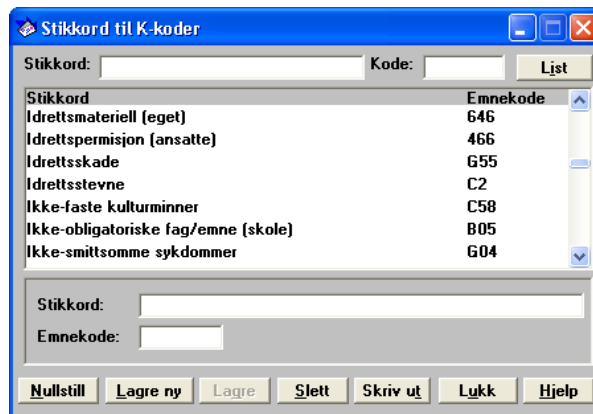 Stikkord til K-koder
Stikkord: Kode: List
Stikkord Emnekode
Idrettsmateriell (eget) 646
Idrettspermisjon (ansatte) 466
Idrettsskade G55
Idrettsstevne C2
Ikke-faste kulturminner C58
Ikke-obligatoriske fag/emne (skole) B05
Ikke-smittsomme sykdommer G04
Stikkord:
Emnekode:
Nullstill Lagre ny Lagre Slett Skriv ut Lukk Hjelp